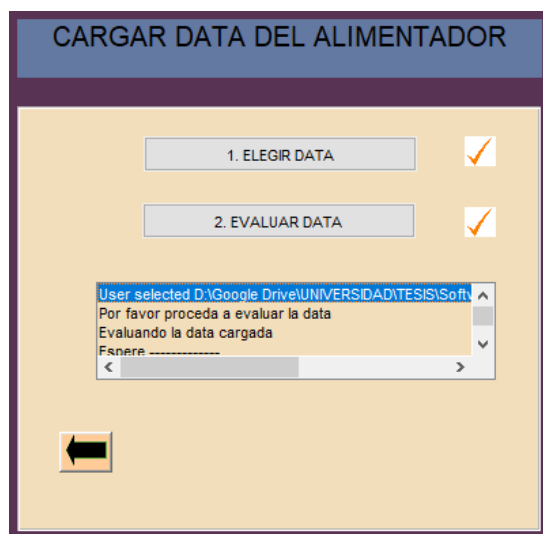 CARGAR DATA DEL ALIMENTADOR
1. ELEGIR DATA
2. EVALUAR DATA
User selected D:\Google Drive\UNIVERSIDAD\TESIS\Softw
Por favor proceda a evaluar la data
Evaluando la data cargada
Espere -------------